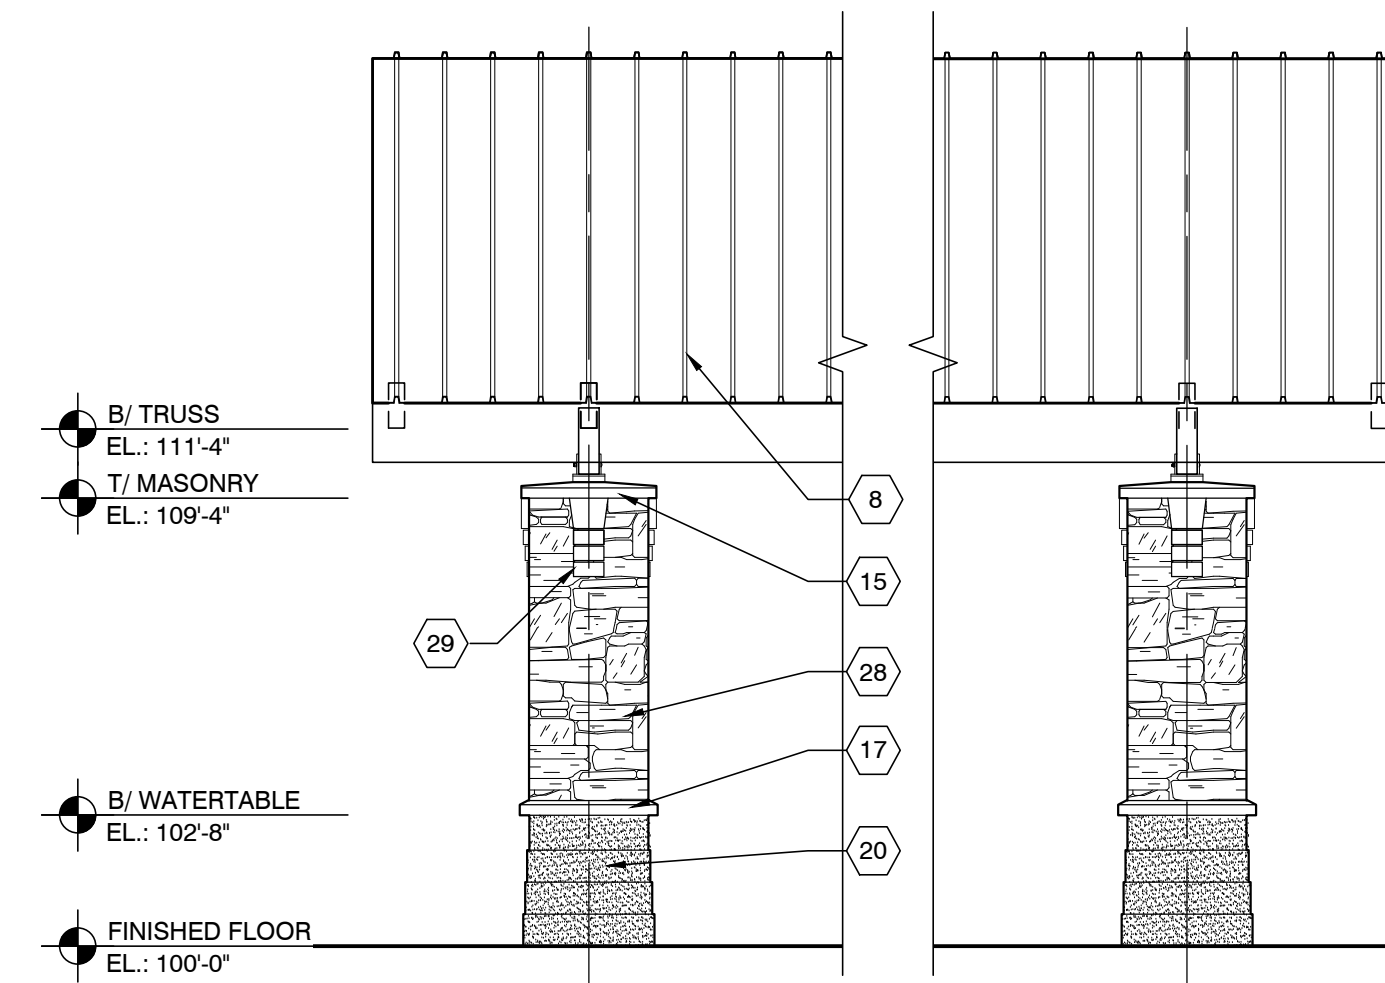 B/ TRUSS
EL.: 111'-4"
T/ MASONRY
EL.: 109'-4"
8
15
29
28
17
B/ WATERTABLE
EL.: 102'-8"
20
FINISHED FLOOR
EL.: 100'-0"